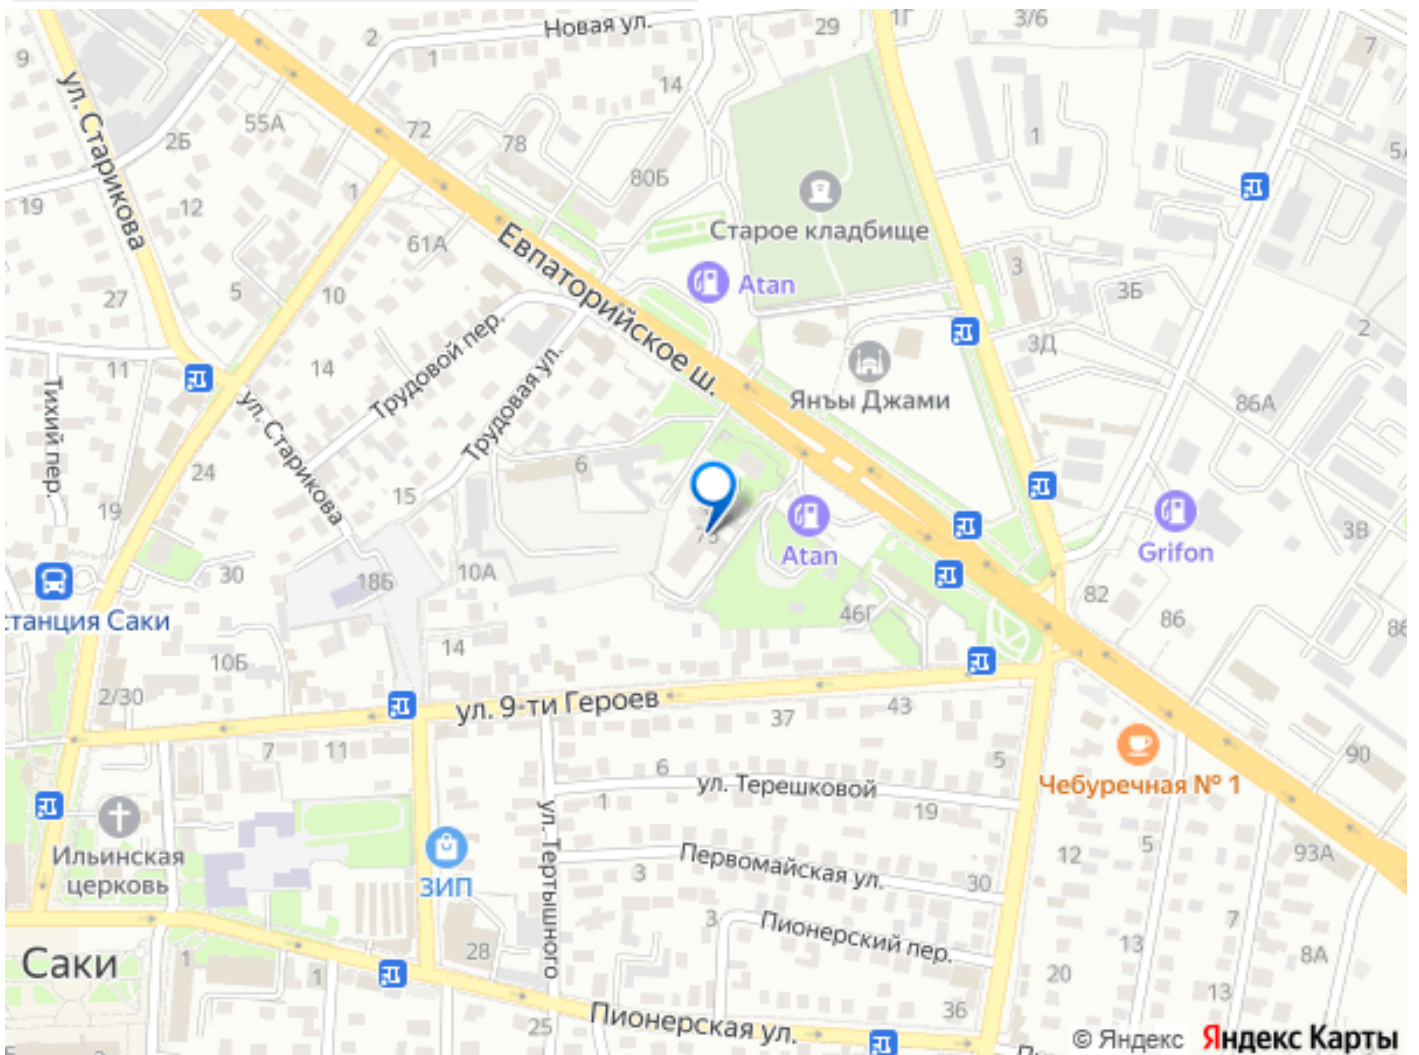 Новая ул.
29
1Г
3/6
7
9
2
1
14
ул. Старикова
2Б
55А
72
78
80Б
1
5А
19
12
1
61А
Старое кладбище
Евпаторийское ш.
Atan
3
3Б
27
5
10
Трудовой пер.
3Д
2
11
14
Тихий пер.
ул. Старикова
Трудовая ул.
Янъы Джами
86А
24
6
15
19
73
Atan
Grifon
3В
30
18Б
10А
станция Саки
46Г
82
86
86
10Б
14
2/30
ул. 9-ти Героев
37
43
7
11
5
90
6
ул. Терешковой
Чебуречная № 1
1
19
Ильинская
церковь
ЗИП
ул. Тертышного
3
Первомайская ул.
30
12
5
93А
3
Пионерский пер.
7
Саки
1
1
28
13
20
8А
13
25
Пионерская ул.
36
© Яндекс Яндекс Карты